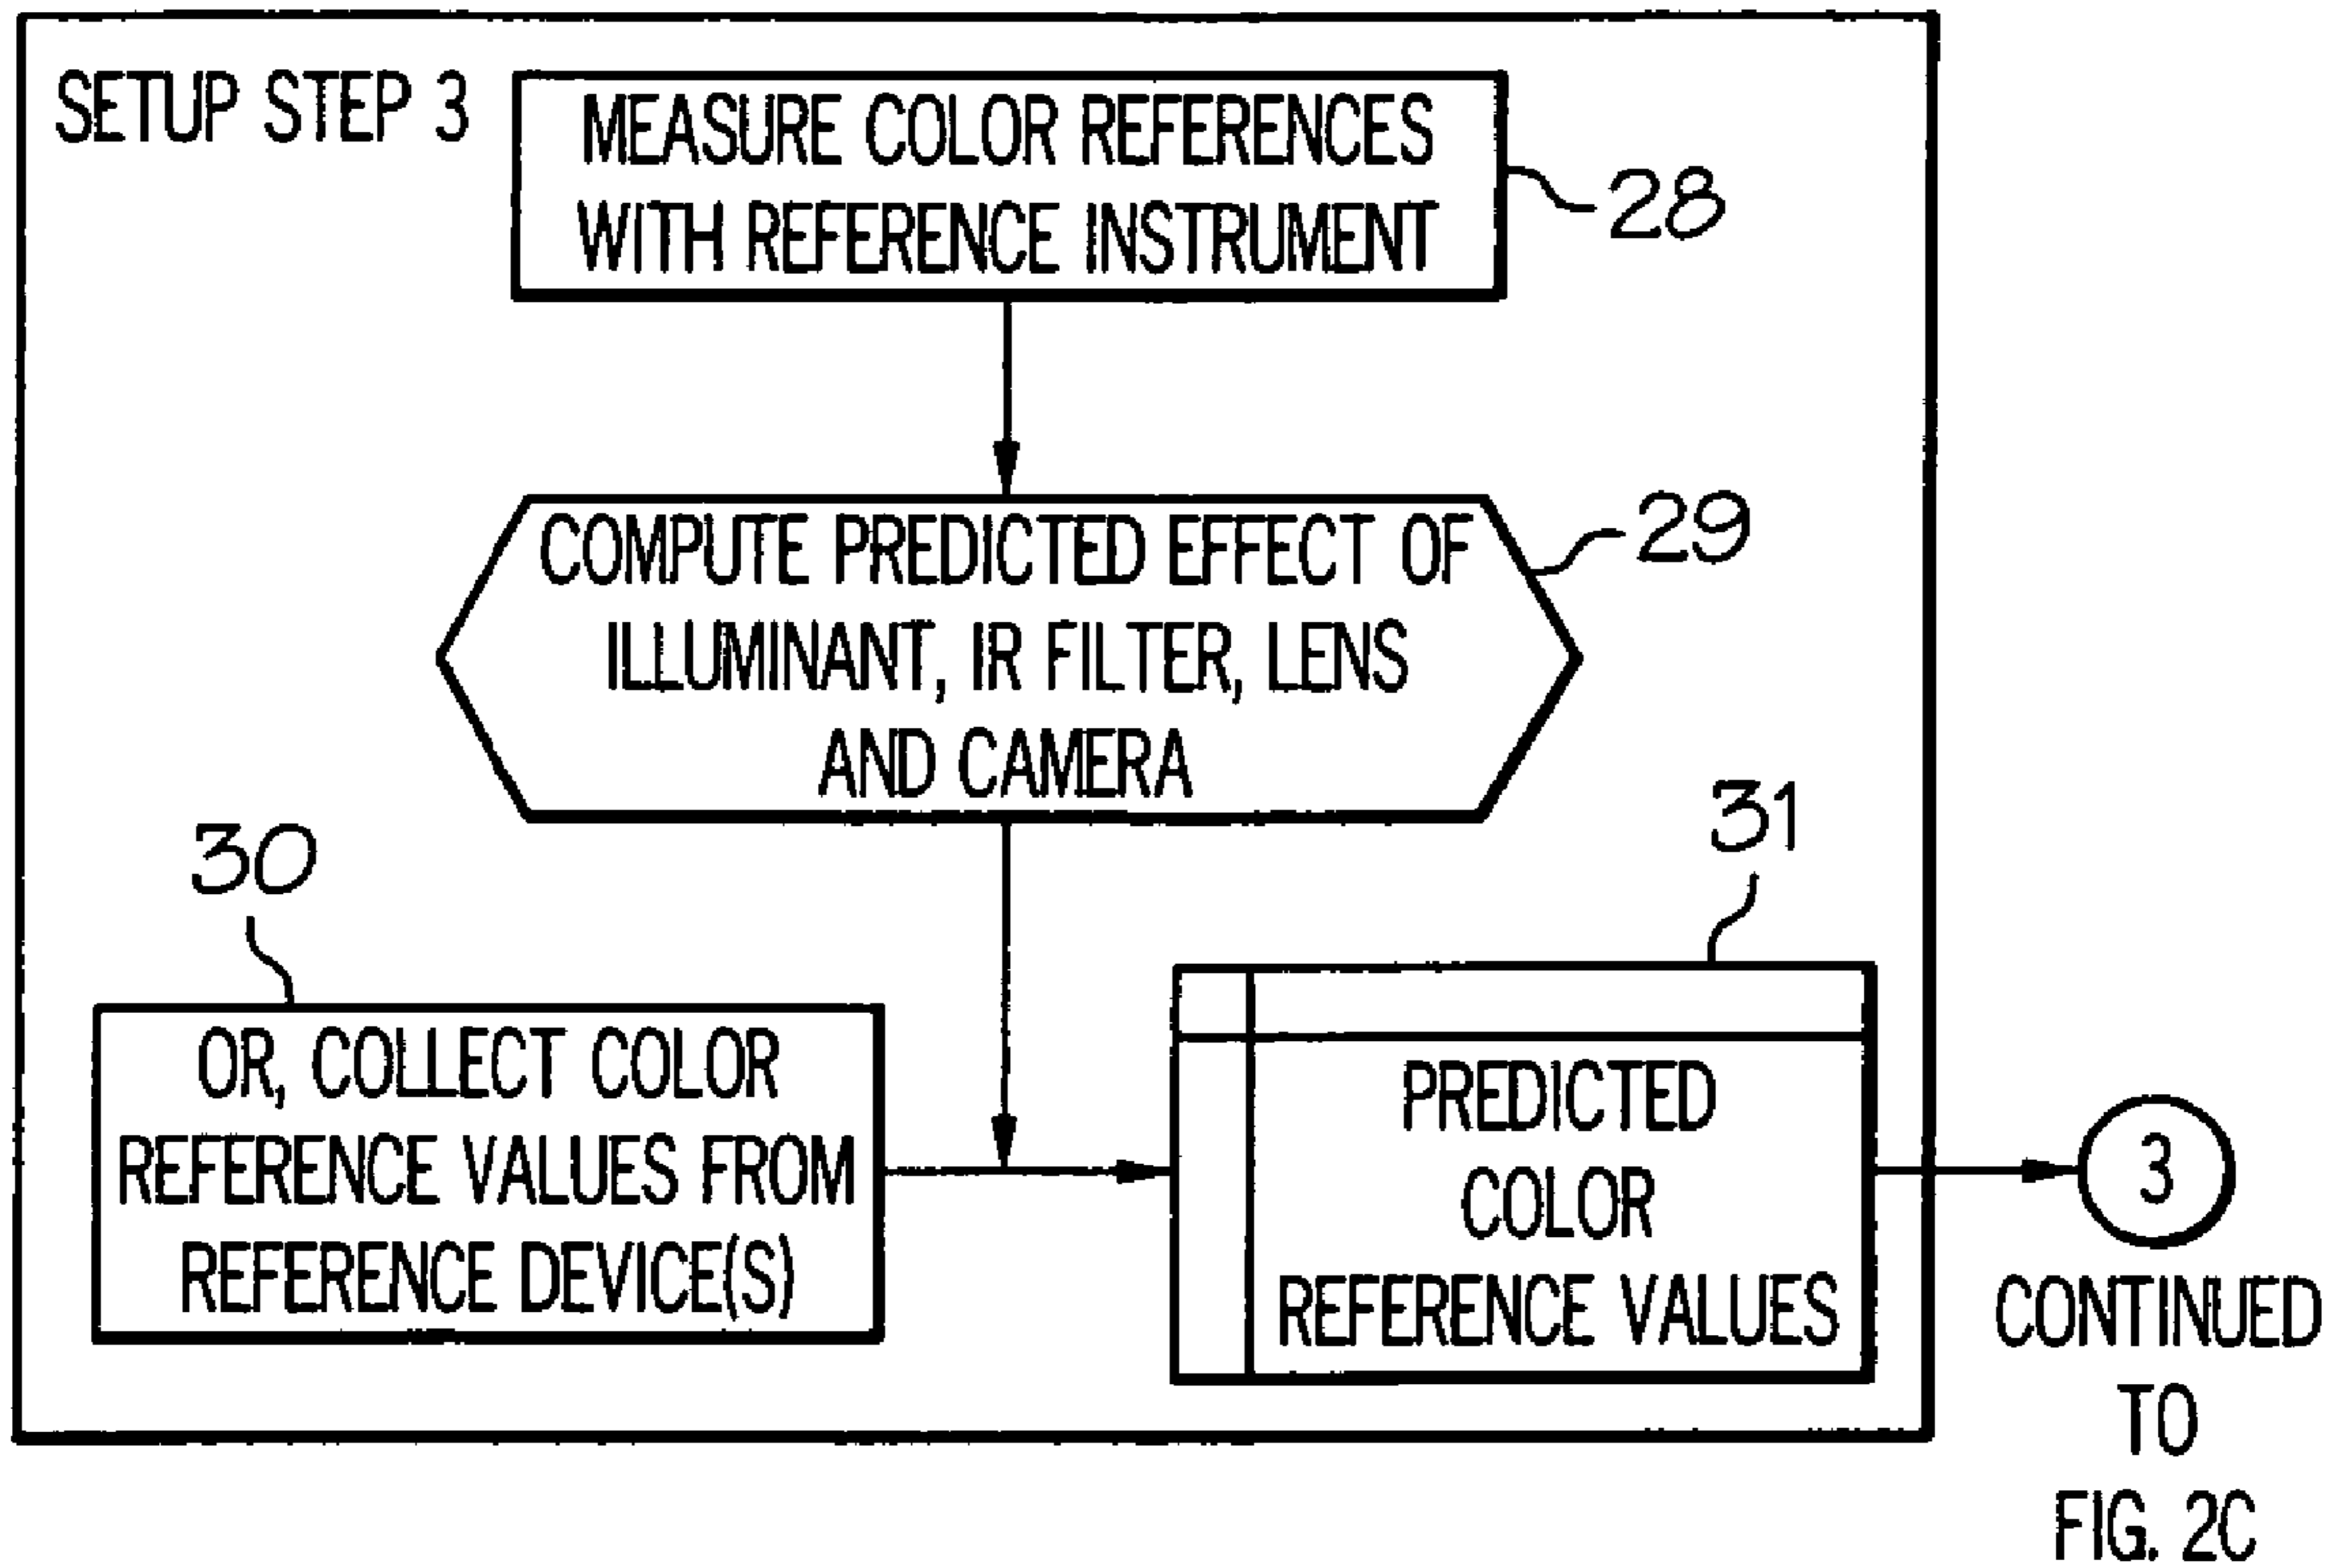 SETUP STEP 3
MEASURE COLOR REFERENCES
WITH REFERENCE INSTRUMENT
28
COMPUTE PREDICTED EFFECT OF
ILLUMINANT, IR FILTER, LENS
AND CAMERA
29
30
OR, COLLECT COLOR
REFERENCE VALUES FROM
REFERENCE DEVICE(S)
31
PREDICTED
COLOR
REFERENCE VALUES
3
CONTINUED
TO
FIG. 2C